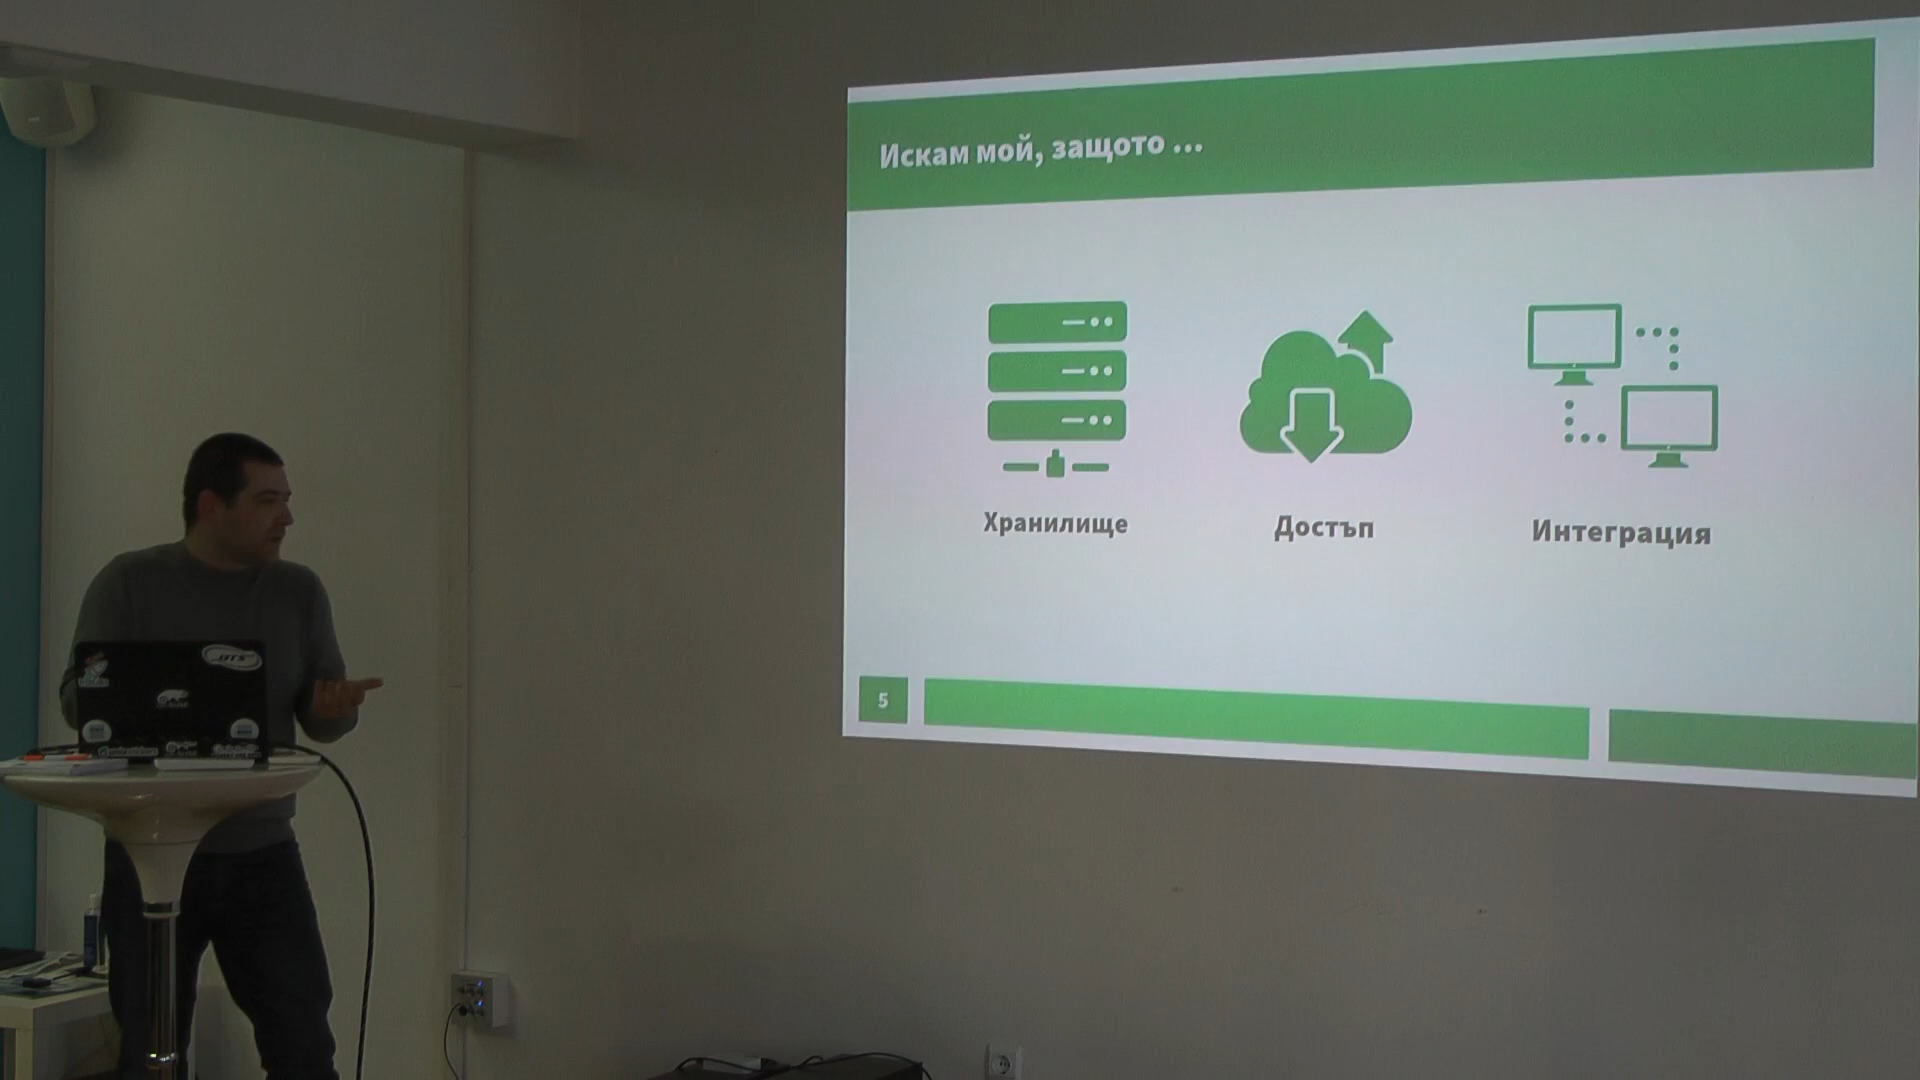 Искам мой, защото ...
Хранилище
Достъп
Интеграция
5